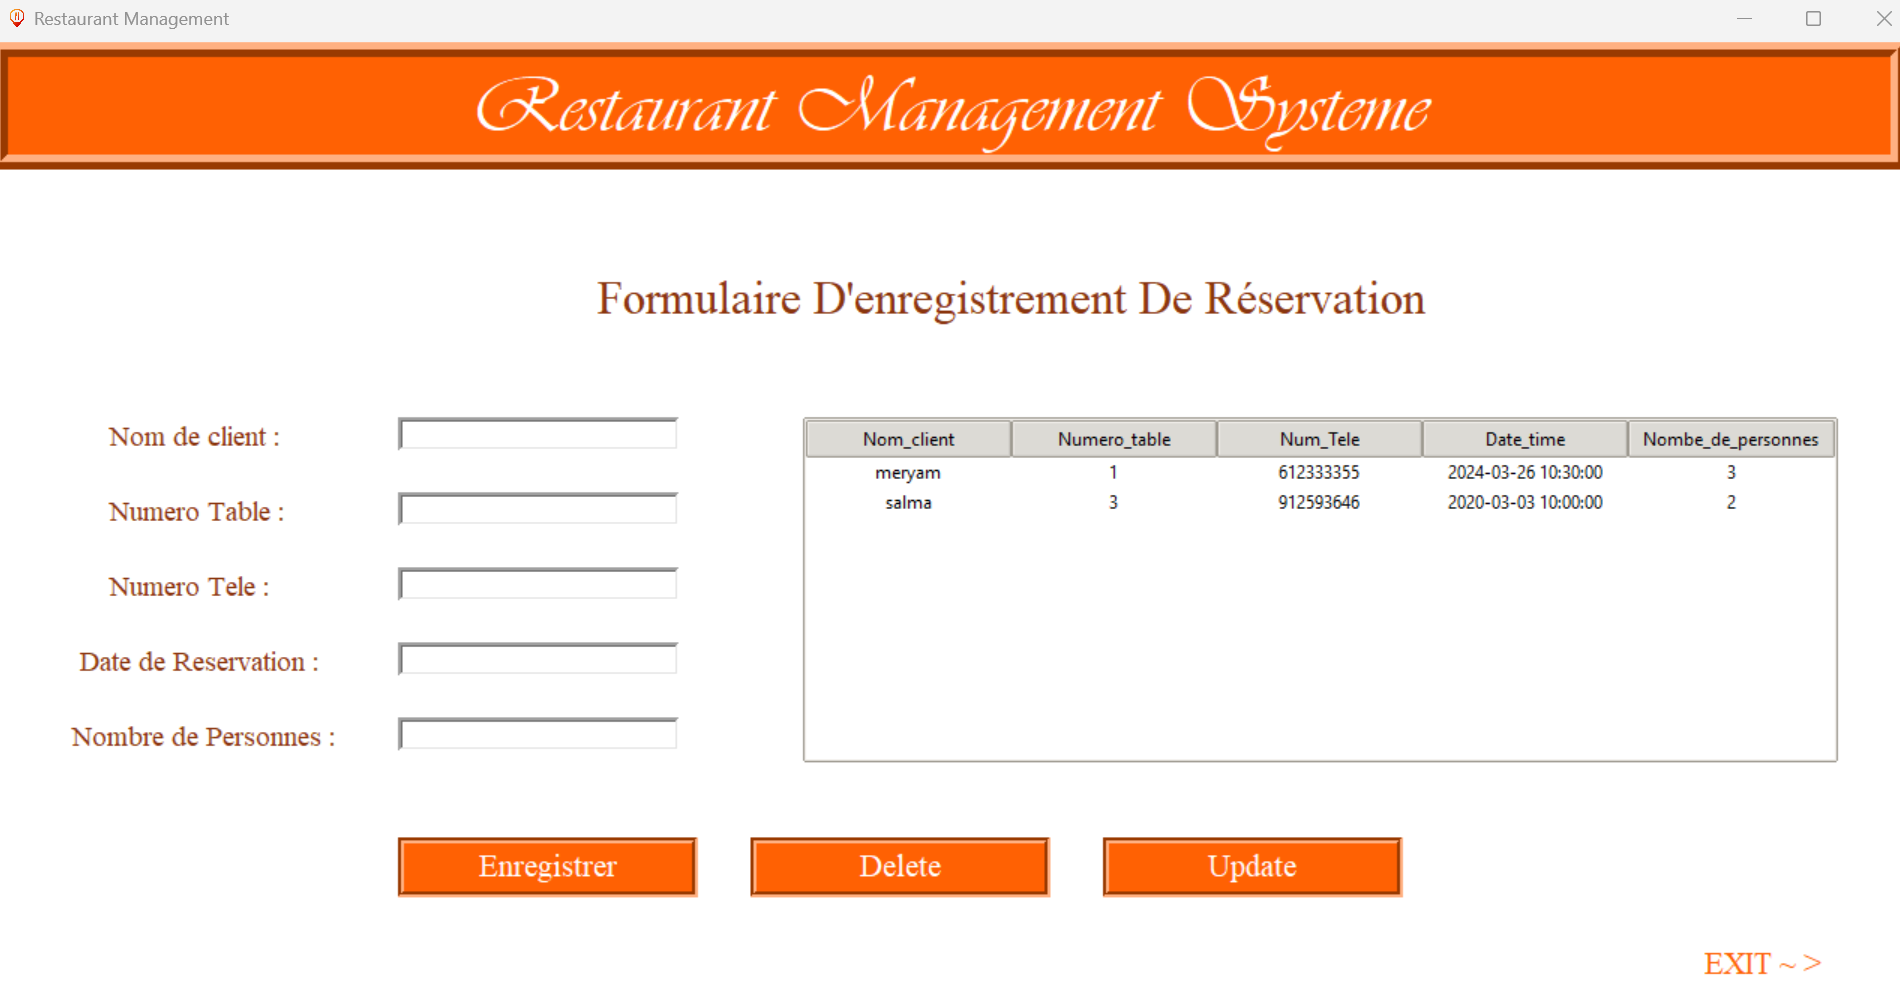 Restaurant Management
Restaurant Management Systeme
Formulaire D'enregistrement De Réservation
Nom de client :
Numero Table :
Numero Tele :
Date de Reservation :
Nombre de Personnes :
Nom_client Numero_table Num_Tele Date_time Nombe_de_personnes
meryam 1 612333355 2024-03-26 10:30:00 3
salma 3 912593646 2020-03-03 10:00:00 2
Enregistrer Delete Update
EXIT ~ >